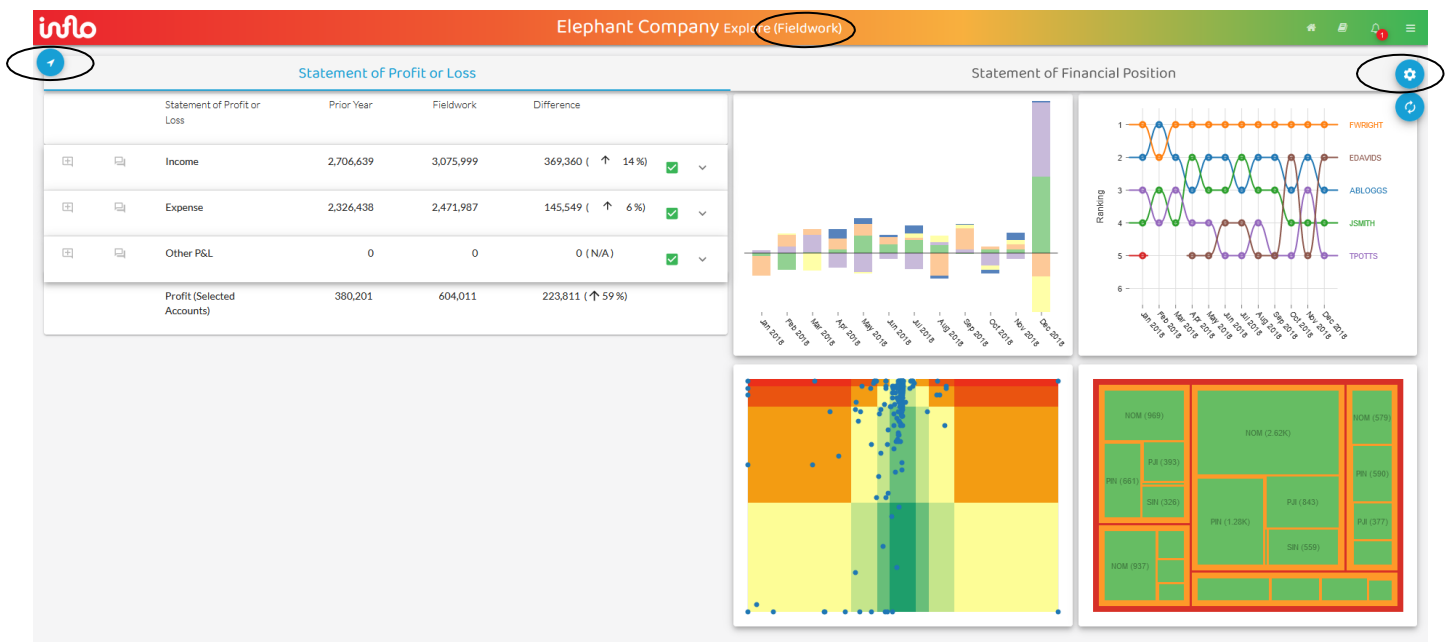 inflo
Elephant Company Explore (Fieldwork)
1
Statement of Profit or Loss
Statement of Financial Position
Statement of Profit or
Loss
Prior Year
Fieldwork
Difference
Income 2,706,639 3,075,999 369,360 ( ↑ 14%)
Expense 2,326,438 2,471,987 145,549 ( ↑ 6%)
Other P&L 0 0 0 (N/A)
Profit (Selected
Accounts)
380,201 604,011 223,811 (↑ 59%)
Jan 2018
Feb 2018
Mar 2018
Apr 2018
May 2018
Jun 2018
Jul 2018
Aug 2018
Sep 2018
Oct 2018
Nov 2018
Dec 2018
Ranking
1
2
3
4
5
6
FWRIGHT
EDAVIDS
ABLOGGS
JSMITH
TPOTTS
Jan 2018
Feb 2018
Mar 2018
Apr 2018
May 2018
Jun 2018
Jul 2018
Aug 2018
Sep 2018
Oct 2018
Nov 2018
Dec 2018
NOM (969)
PJI (393)
PIN (661)
SIN (326)
NOM (937)
NOM (2.62K)
PIN (1.28K)
PJI (843)
SIN (559)
NOM (579)
PIN (590)
PJI (377)